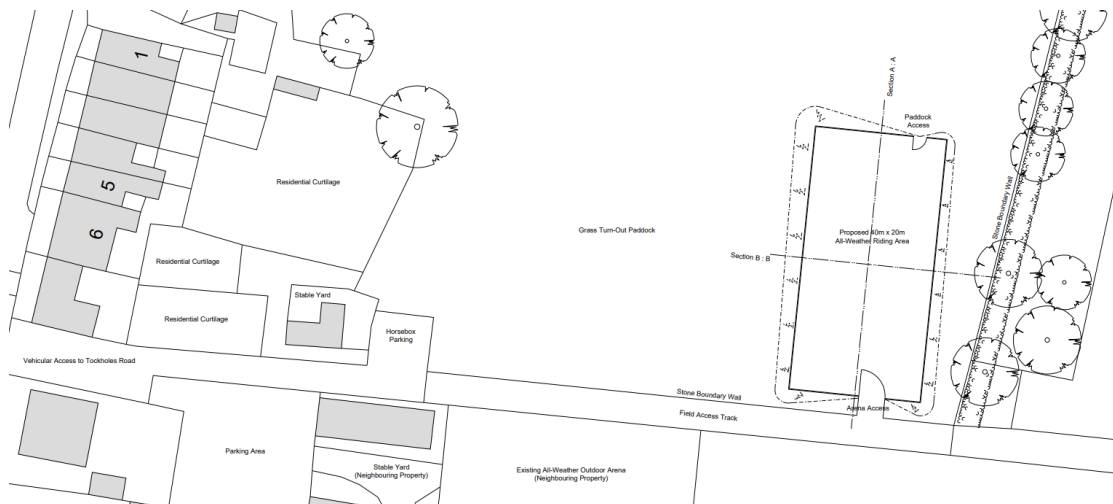 1
5
6
Section A : A
Paddock
Access
Residential Curtilage
Stone Boundary Wall
Grass Turn-Out Paddock
Proposed 40m x 20m
All-Weather Riding Area
Section B : B
Residential Curtilage
Stable Yard
Residential Curtilage
Horsebox
Parking
Vehicular Access to Tockholes Road
Stone Boundary Wall
Arena Access
Field Access Track
Parking Area
Stable Yard
(Neighbouring Property)
Existing All-Weather Outdoor Arena
(Neighbouring Property)